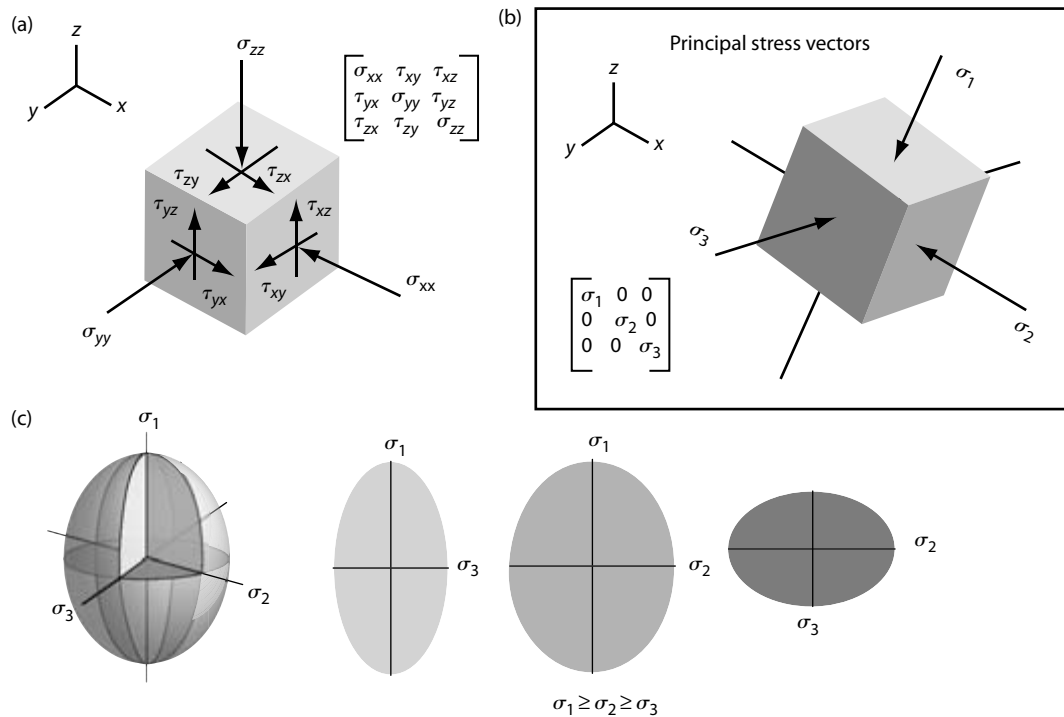 (a)
z
y
x
σzz
σxx τxy τxz
τyx σyy τyz
τzx τzy σzz
τzy
τzx
τyz
τxz
τyx
τxy
σxx
σyy
(b)
Principal stress vectors
z
y
x
σ1
σ3
σ2
σ1 0 0
0 σ2 0
0 0 σ3
(c)
σ1
σ3
σ2
σ1
σ3
σ1
σ2
σ2
σ3
σ1 ≥ σ2 ≥ σ3